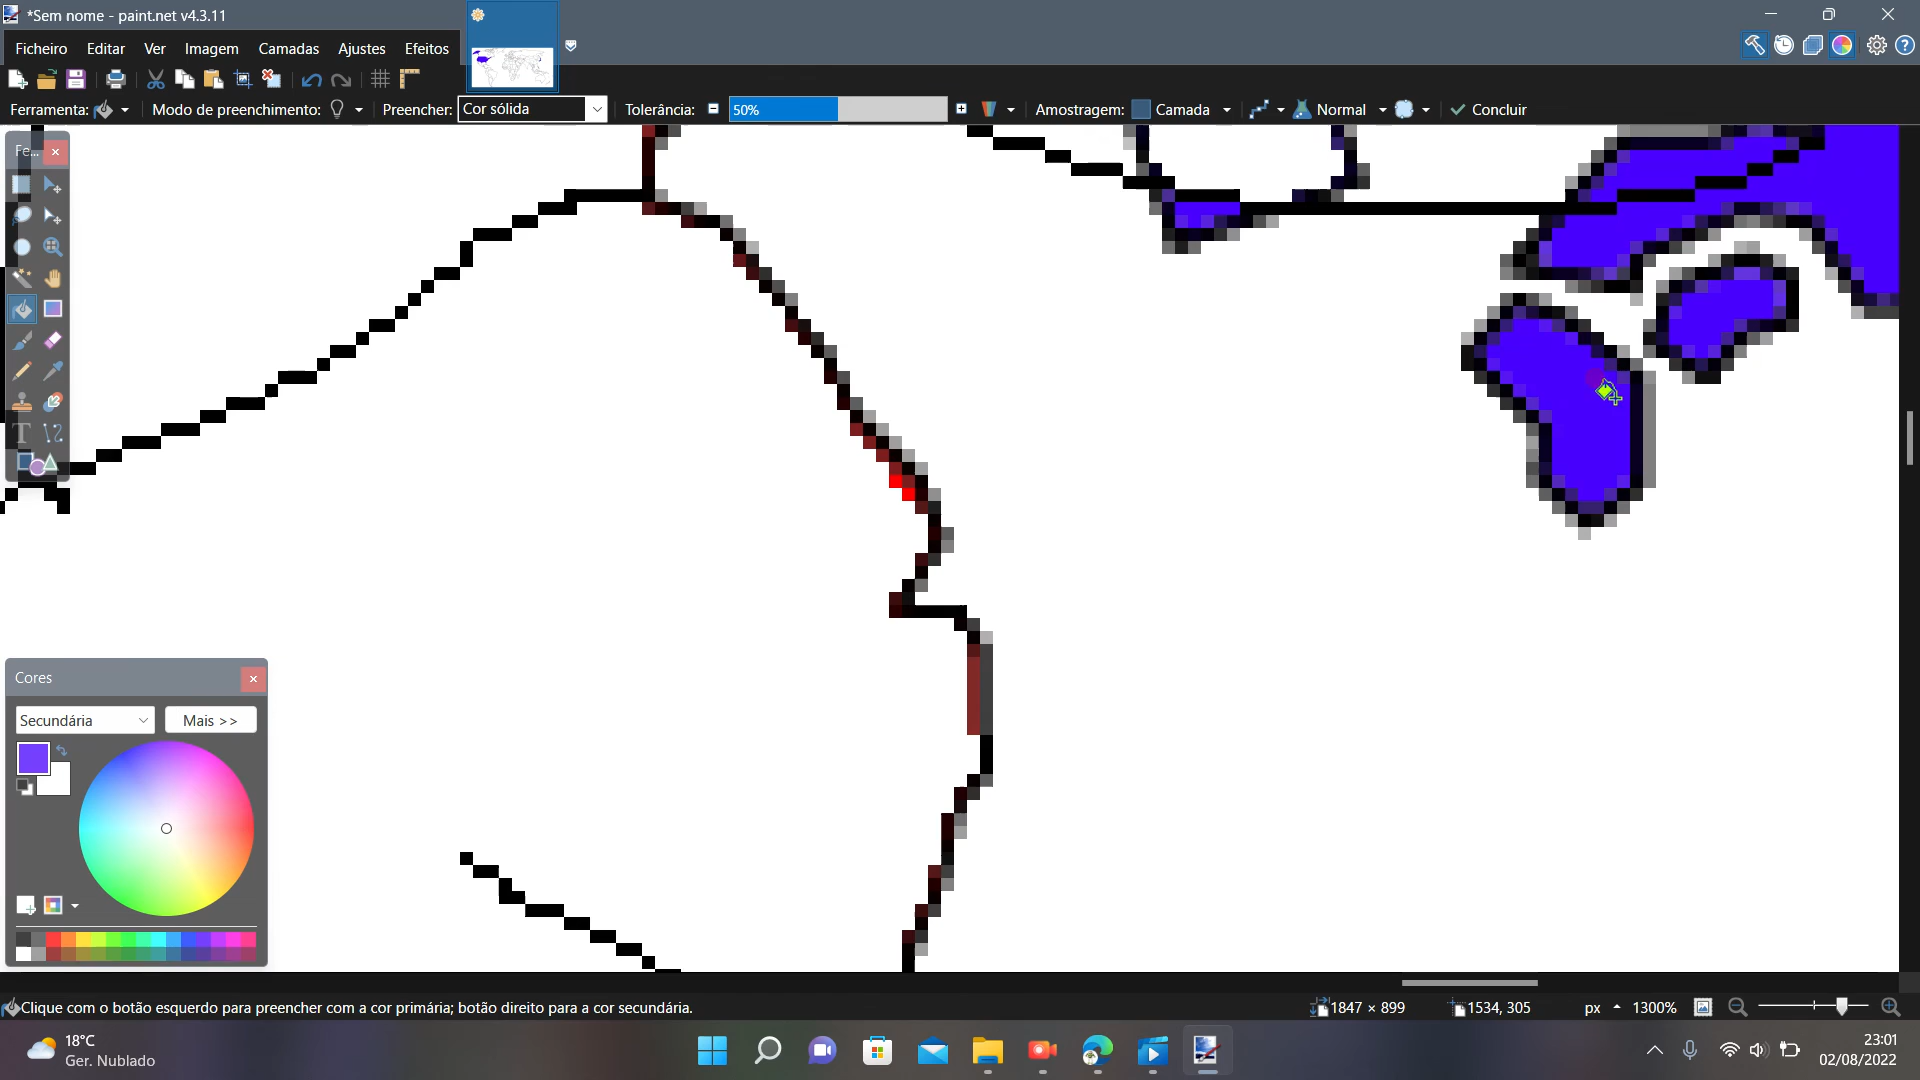 *Sem nome - paint.net v4.3.11
Ficheiro Editar Ver Imagem Camadas Ajustes Efeitos
Ferramenta: Modo de preenchimento: Preencher: Cor sólida Tolerância: 50% Amostragem: Camada Normal Concluir
Fe...
Cores
Secundária Mais >>
Clique com o botão esquerdo para preencher com a cor primária; botão direito para a cor secundária. 1847 × 899 1534, 305 px 1300%
18°C
Ger. Nublado
23:01
02/08/2022